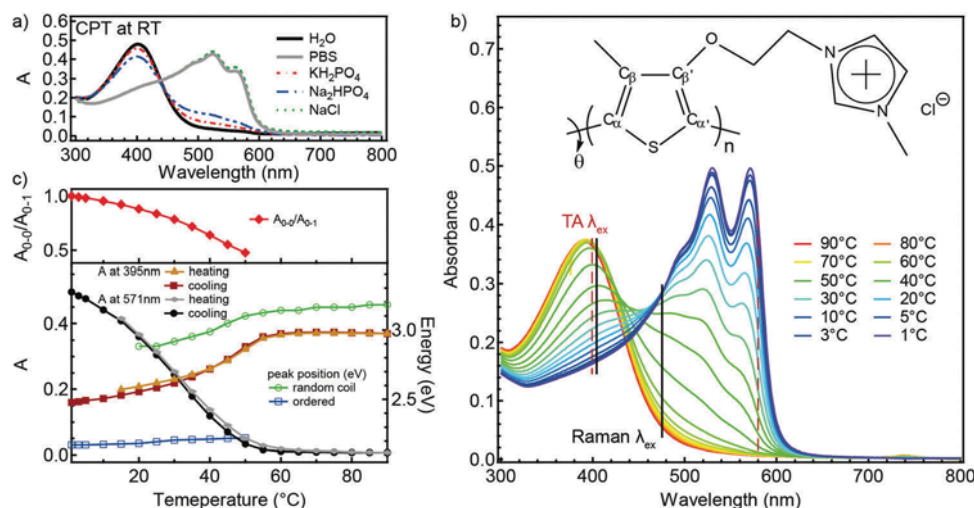 a)
CPT at RT
H₂O
PBS
KH₂PO₄
Na₂HPO₄
NaCl
0.5
0.4
0.3
0.2
0.1
0.0
A
300 400 500 600 700 800
Wavelength (nm)
c)
1.0
0.5
A₀₋₀/A₀₋₁
A₀₋₀/A₀₋₁
A at 395nm
heating
cooling
A at 571nm
heating
cooling
peak position (eV)
random coil
ordered
0.4
0.2
0.0
A
3.0
2.5
Energy (eV)
20 40 60 80
Temeperature (°C)
b)
0.7
0.6
0.5
0.4
0.3
0.2
0.1
0.0
Absorbance
O
N
N
+
Cl⊖
Cβ Cβ'
Cα Cα'
S
n
θ
TA λex
Raman λex
90°C 80°C
70°C 60°C
50°C 40°C
30°C 20°C
10°C 5°C
3°C 1°C
300 400 500 600 700 800
Wavelength (nm)